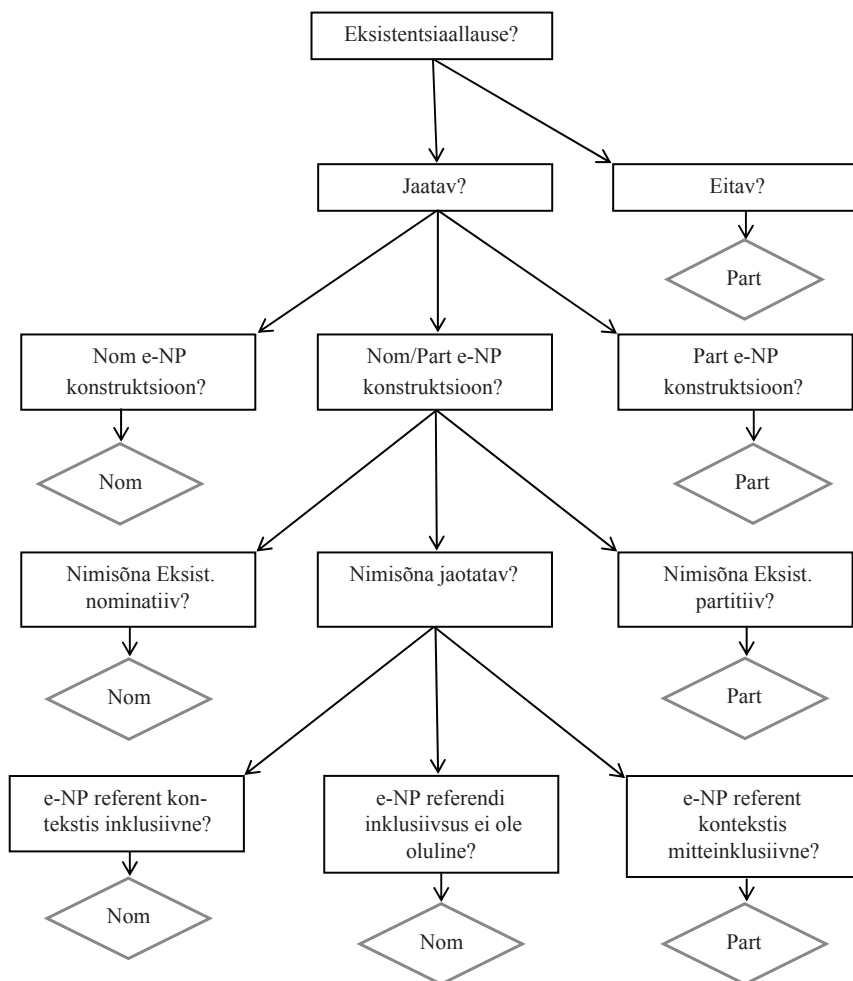 Eksistentsiaallause?
Jaatav?
Eitav?
Part
Nom e-NP
konstruktsioon?
Nom/Part e-NP
konstruktsioon?
Part e-NP
konstruktsioon?
Nom
Part
Nimisõna Eksist.
nominatiiv?
Nimisõna jaotatav?
Nimisõna Eksist.
partitiiv?
Nom
Part
e-NP referent kon-
tekstis inklusiivne?
e-NP referendi
inklusiivsus ei ole
oluline?
e-NP referent
kontekstis
mitteinklusiivne?
Nom
Nom
Part